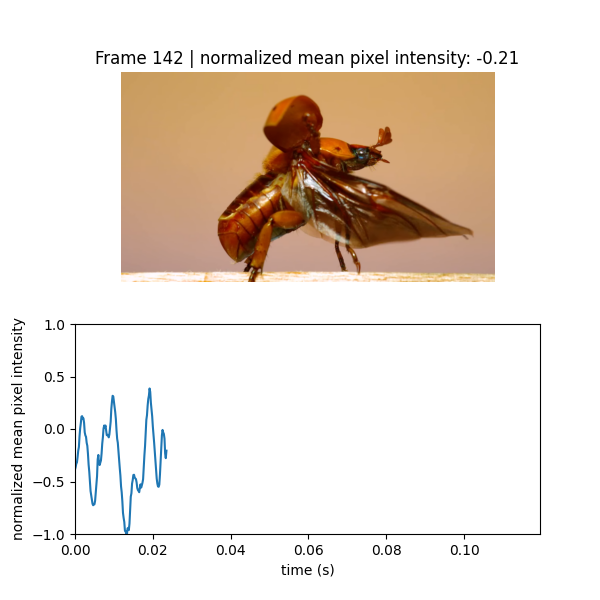 Frame 142 | normalized mean pixel intensity: -0.21
1.0
0.5
0.0
−0.5
−1.0
normalized mean pixel intensity
0.00 0.02 0.04 0.06 0.08 0.10
time (s)